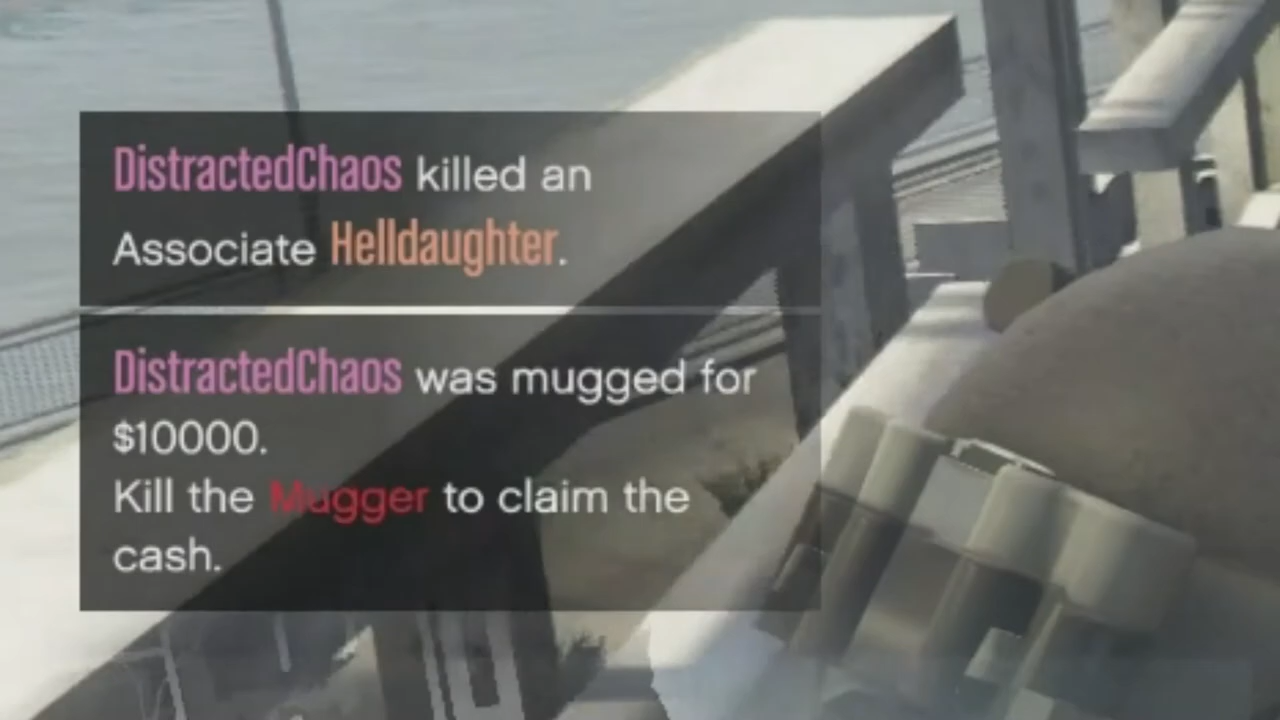 DistractedChaos killed an
Associate Helldaughter.
DistractedChaos was mugged for
$10000.
Kill the Mugger to claim the
cash.